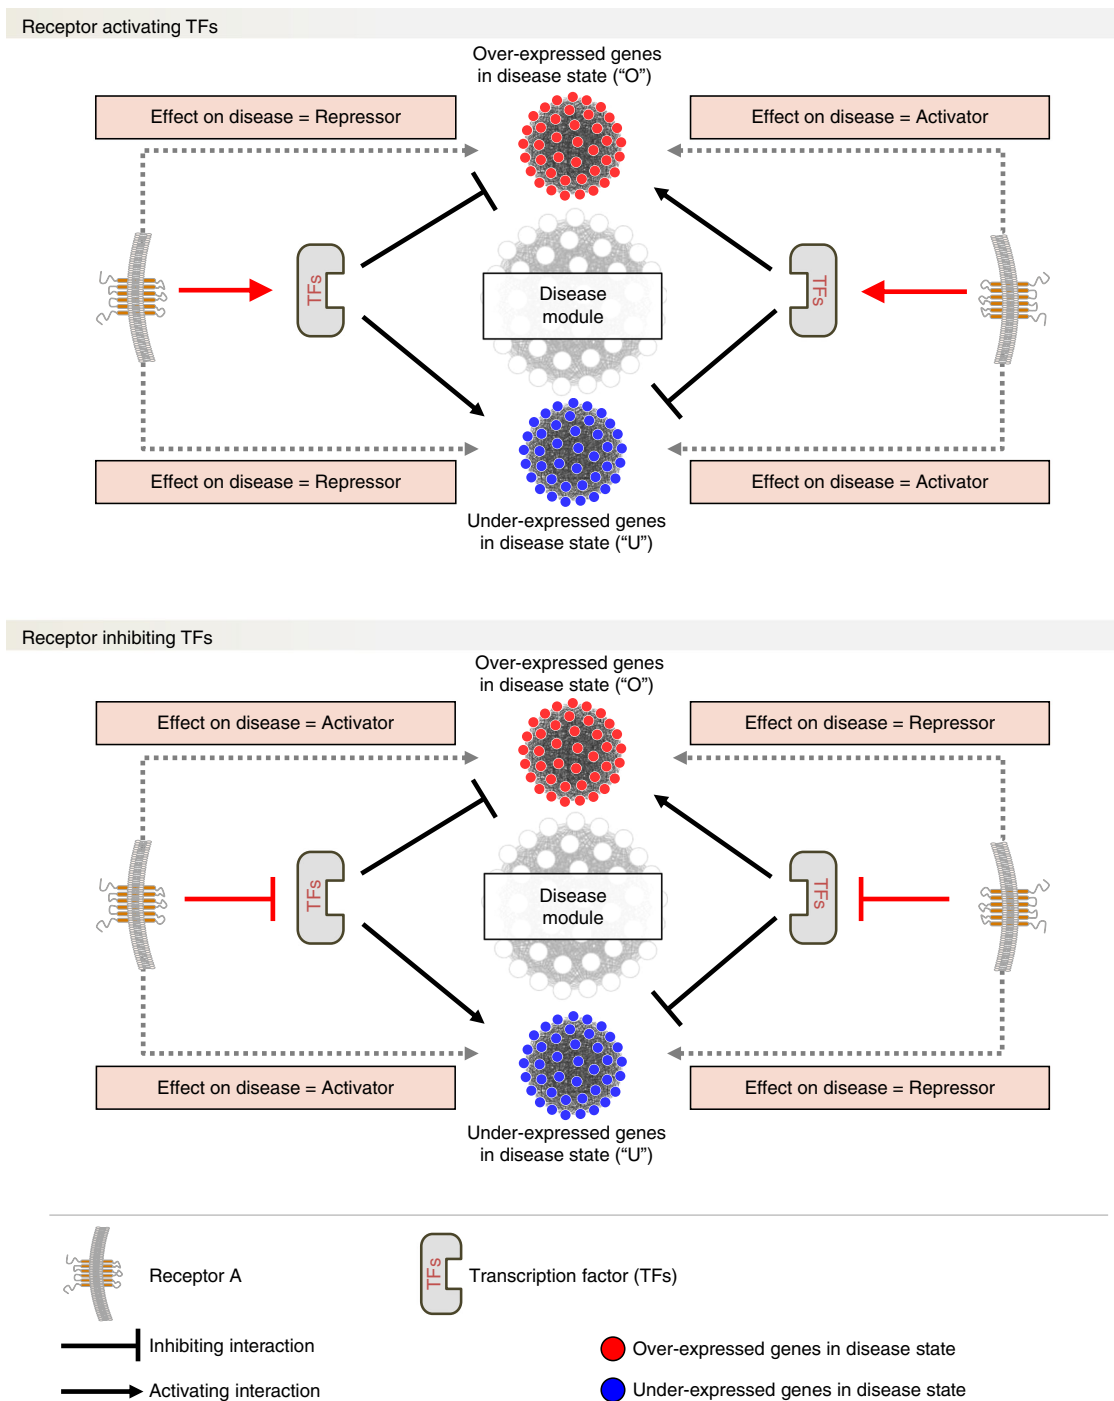 Receptor activating TFs
Over-expressed genes
in disease state (“O”)
Effect on disease = Repressor
Effect on disease = Activator
TFs
TFs
Disease
module
Effect on disease = Repressor
Effect on disease = Activator
Under-expressed genes
in disease state (“U”)
Receptor inhibiting TFs
Over-expressed genes
in disease state (“O”)
Effect on disease = Activator
Effect on disease = Repressor
TFs
TFs
Disease
module
Effect on disease = Activator
Effect on disease = Repressor
Under-expressed genes
in disease state (“U”)
Receptor A
TFs
Transcription factor (TFs)
Inhibiting interaction
Over-expressed genes in disease state
Activating interaction
Under-expressed genes in disease state